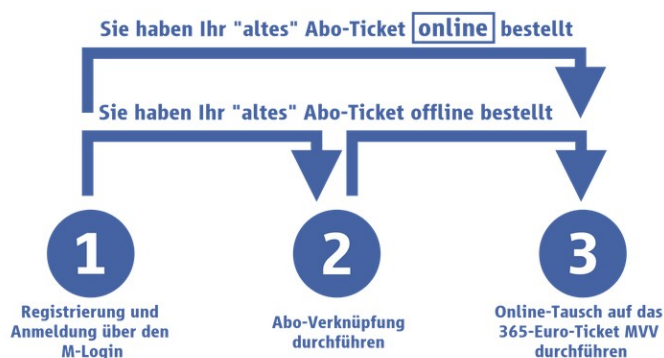 Sie haben Ihr "altes" Abo-Ticket online bestellt
Sie haben Ihr "altes" Abo-Ticket offline bestellt
1
2
3
Registrierung und
Anmeldung über den
M-Login
Abo-Verknüpfung
durchführen
Online-Tausch auf das
365-Euro-Ticket MVV
durchführen